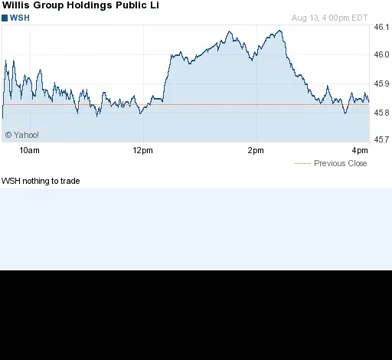 Willis Group Holdings Public Li
WSH
Aug 13, 4:00pm EDT
46.1
46.0
45.9
45.8
45.7
© Yahoo!
10am 12pm 2pm 4pm
Previous Close
WSH nothing to trade